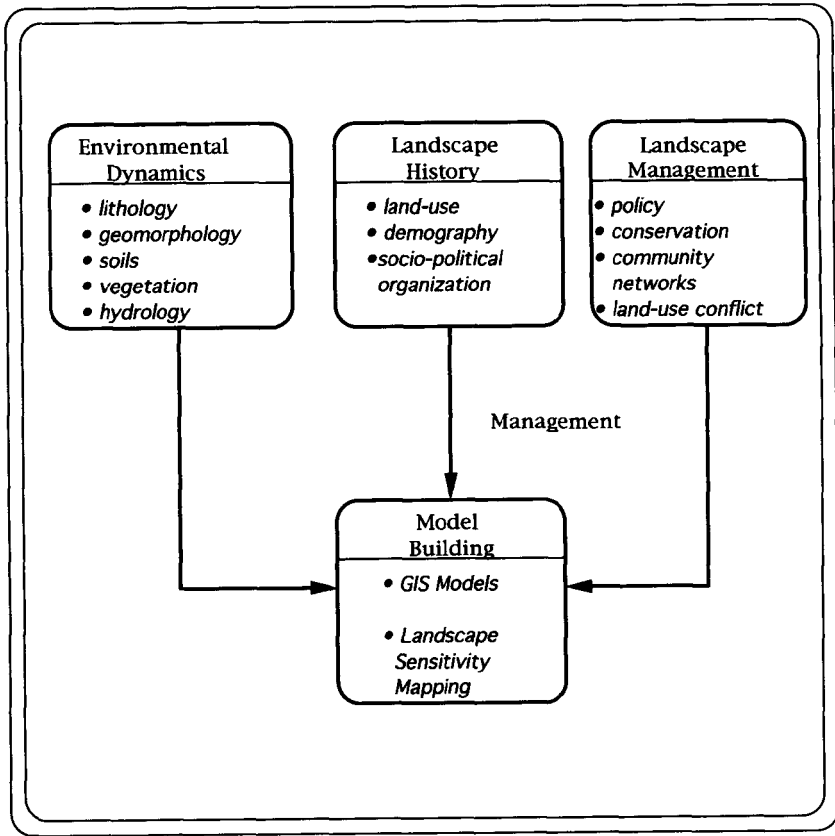 Environmental
Dynamics
• lithology
• geomorphology
• soils
• vegetation
• hydrology
Landscape
History
• land-use
• demography
•socio-political
organization
Landscape
Management
• policy
• conservation
• community
networks
• land-use conflict
Management
Model
Building
• GIS Models
• Landscape
Sensitivity
Mapping